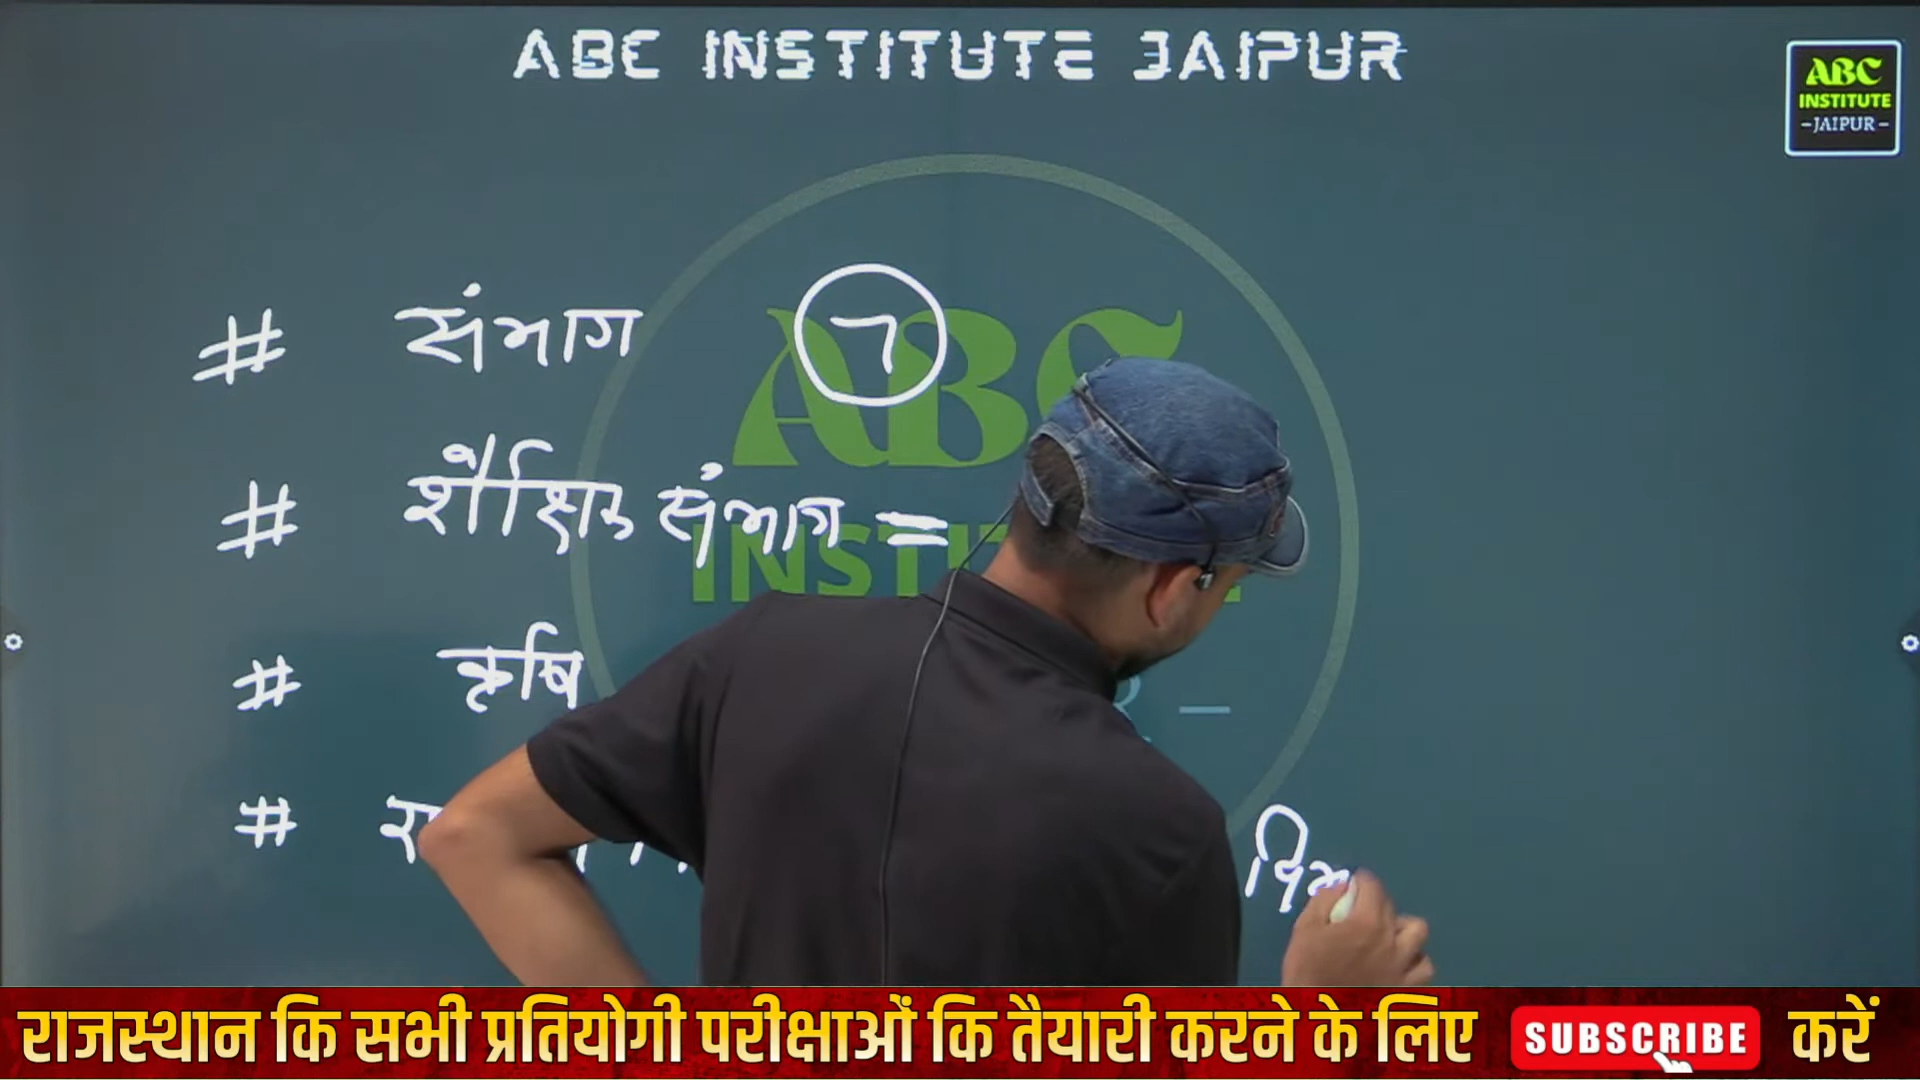 ABC INSTITUTE JAIPUR
ABC
INSTITUTE
-JAIPUR-
# संभाग 7
# शैक्षिक संभाग =
# कृषि
#
राजस्थान कि सभी प्रतियोगी परीक्षाओं कि तैयारी करने के लिए SUBSCRIBE करें